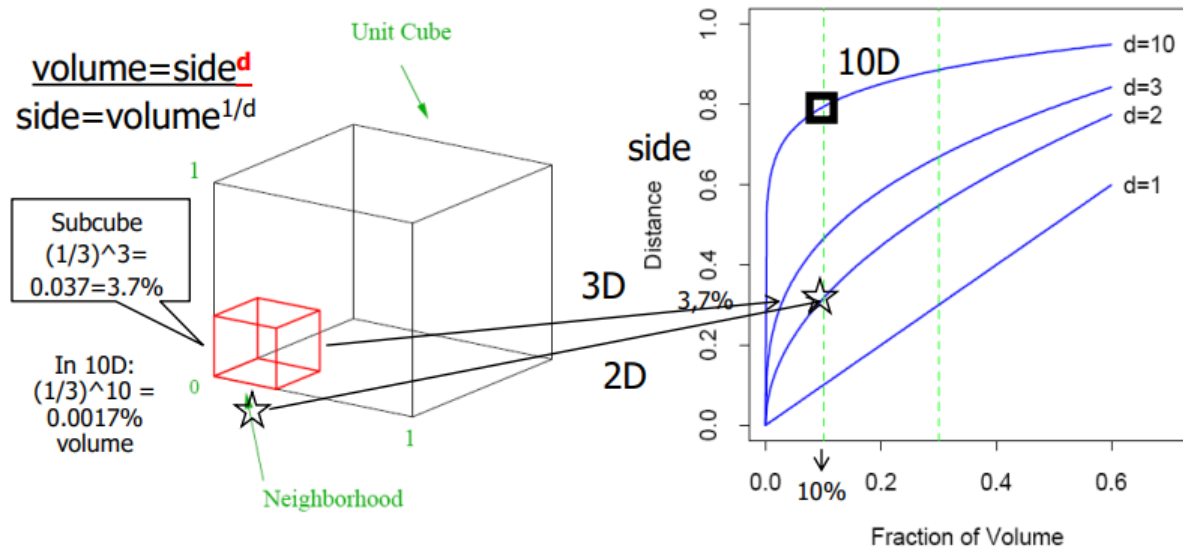 volume=side^d
side=volume^1/d
Unit Cube
1
Subcube
(1/3)^3=
0.037=3.7%
In 10D:
(1/3)^10 =
0.0017%
volume
0
1
Neighborhood
3D
2D
side
Distance
0.0
0.2
0.4
0.6
0.8
1.0
10D
d=10
d=3
d=2
d=1
3,7%
0.0
0.2
0.4
0.6
10%
Fraction of Volume